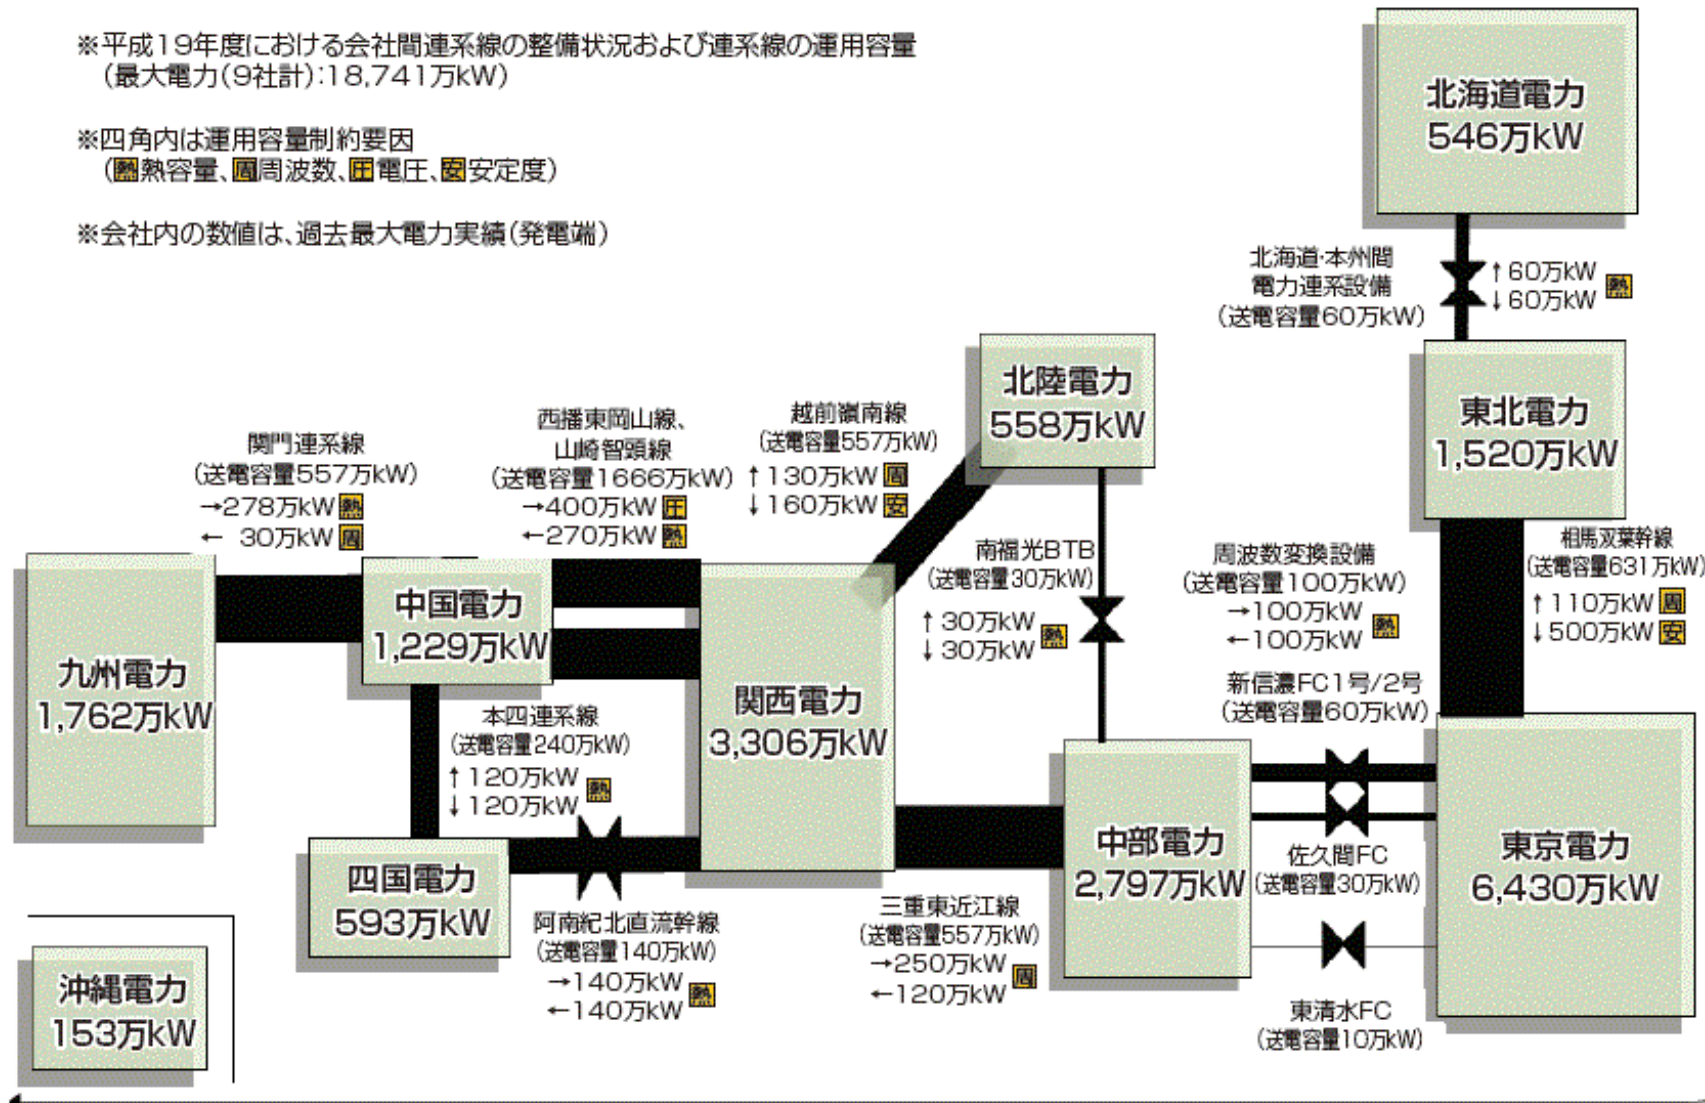 ※平成19年度における会社間連系線の整備状況および連系線の運用容量
(最大電力(9社計):18,741万kW)
※四角内は運用容量制約要因
(熱熱容量、周周波数、圧電圧、安安定度)
※会社内の数値は、過去最大電力実績(発電端)
北海道電力
546万kW
北海道・本州間
電力連系設備
(送電容量60万kW)
↑60万kW
↓60万kW
熱
北陸電力
558万kW
東北電力
1,520万kW
関門連系線
(送電容量557万kW)
→278万kW 熱
← 30万kW 周
西播東岡山線、
山崎智頭線
(送電容量1666万kW)
→400万kW 圧
←270万kW 熱
越前嶺南線
(送電容量557万kW)
↑130万kW 周
↓160万kW 安
南福光BTB
(送電容量30万kW)
↑30万kW
↓30万kW
熱
周波数変換設備
(送電容量100万kW)
→100万kW
←100万kW
熱
相馬双葉幹線
(送電容量631万kW)
↑110万kW 周
↓500万kW 安
九州電力
1,762万kW
中国電力
1,229万kW
関西電力
3,306万kW
新信濃FC1号/2号
(送電容量60万kW)
本四連系線
(送電容量240万kW)
↑120万kW
↓120万kW
熱
四国電力
593万kW
中部電力
2,797万kW
佐久間FC
(送電容量30万kW)
東京電力
6,430万kW
阿南紀北直流幹線
(送電容量140万kW)
→140万kW
←140万kW
熱
三重東近江線
(送電容量557万kW)
→250万kW
←120万kW
周
東清水FC
(送電容量10万kW)
沖縄電力
153万kW